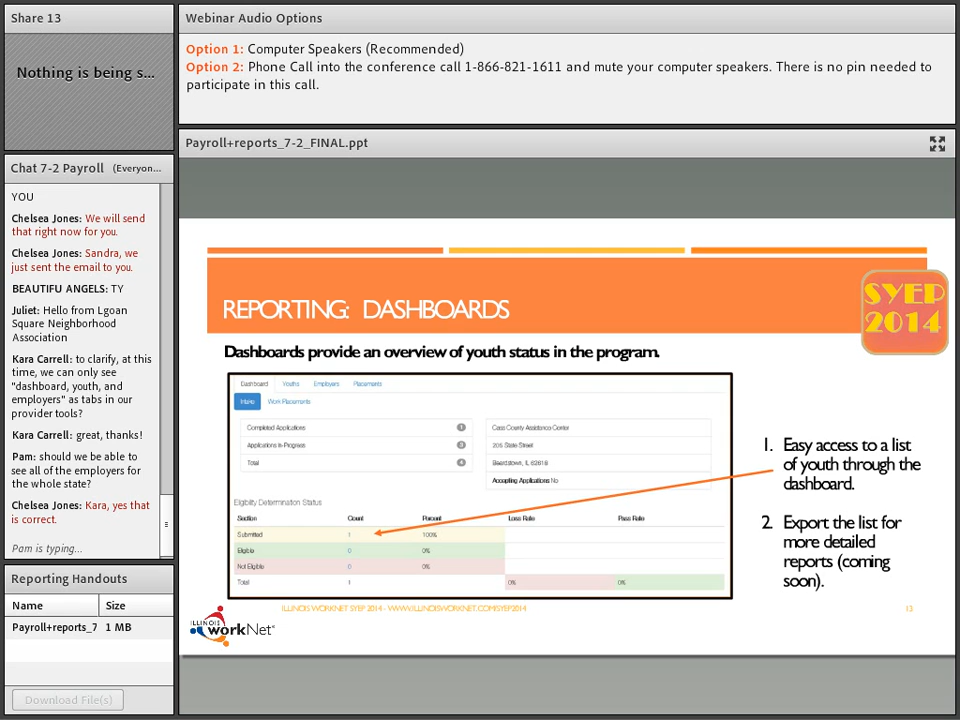 Share 13
Nothing is being s...
Webinar Audio Options
Option 1: Computer Speakers (Recommended)
Option 2: Phone Call into the conference call 1-866-821-1611 and mute your computer speakers. There is no pin needed to
participate in this call.
Chat 7-2 Payroll (Everyon...
YOU
Chelsea Jones: We will send
that right now for you.
Chelsea Jones: Sandra, we
just sent the email to you.
BEAUTIFU ANGELS: TY
Juliet: Hello from Lgoan
Square Neighborhood
Association
Kara Carrell: to clarify, at this
time, we can only see
"dashboard, youth, and
employers" as tabs in our
provider tools?
Kara Carrell: great, thanks!
Pam: should we be able to
see all of the employers for
the whole state?
Chelsea Jones: Kara, yes that
is correct.
Pam is typing...
Reporting Handouts
Name Size
Payroll+reports_7 1 MB
Download File(s)
Payroll+reports_7-2_FINAL.ppt
REPORTING: DASHBOARDS
SYEP
2014
Dashboards provide an overview of youth status in the program.
Dashboard Youths Employers Placements
Intake Work Placements
Completed Applications 1
Applications In-Progress 3
Total 4
Cass County Assistance Center
205 State Street
Beardstown, IL 62618
Accepting Applications No
Eligibility Determination Status
Section Count Percent Loss Rate Pass Rate
Submitted 1 100%
Eligible 0 0%
Not Eligible 0 0%
Total 1 0% 0%
1. Easy access to a list
of youth through the
dashboard.
2. Export the list for
more detailed
reports (coming
soon).
ILLINOIS WORKNET SYEP 2014 - WWW.ILLINOISWORKNET.COM/SYEP2014
13
ILLINOIS
workNet